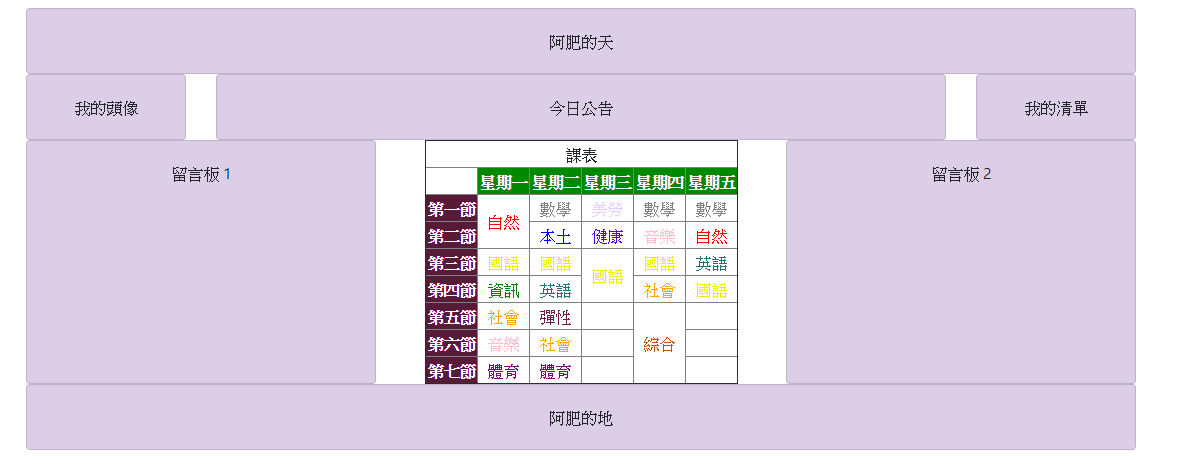 阿肥的天
我的頭像 今日公告 我的清單
留言板 1 課表 留言板 2
星期一 星期二 星期三 星期四 星期五
第一節 自然 數學 美勞 數學 數學
第二節 本土 健康 音樂 自然
第三節 國語 國語 國語 國語 英語
第四節 資訊 英語 社會 國語
第五節 社會 彈性 綜合
第六節 音樂 社會
第七節 體育 體育
阿肥的地